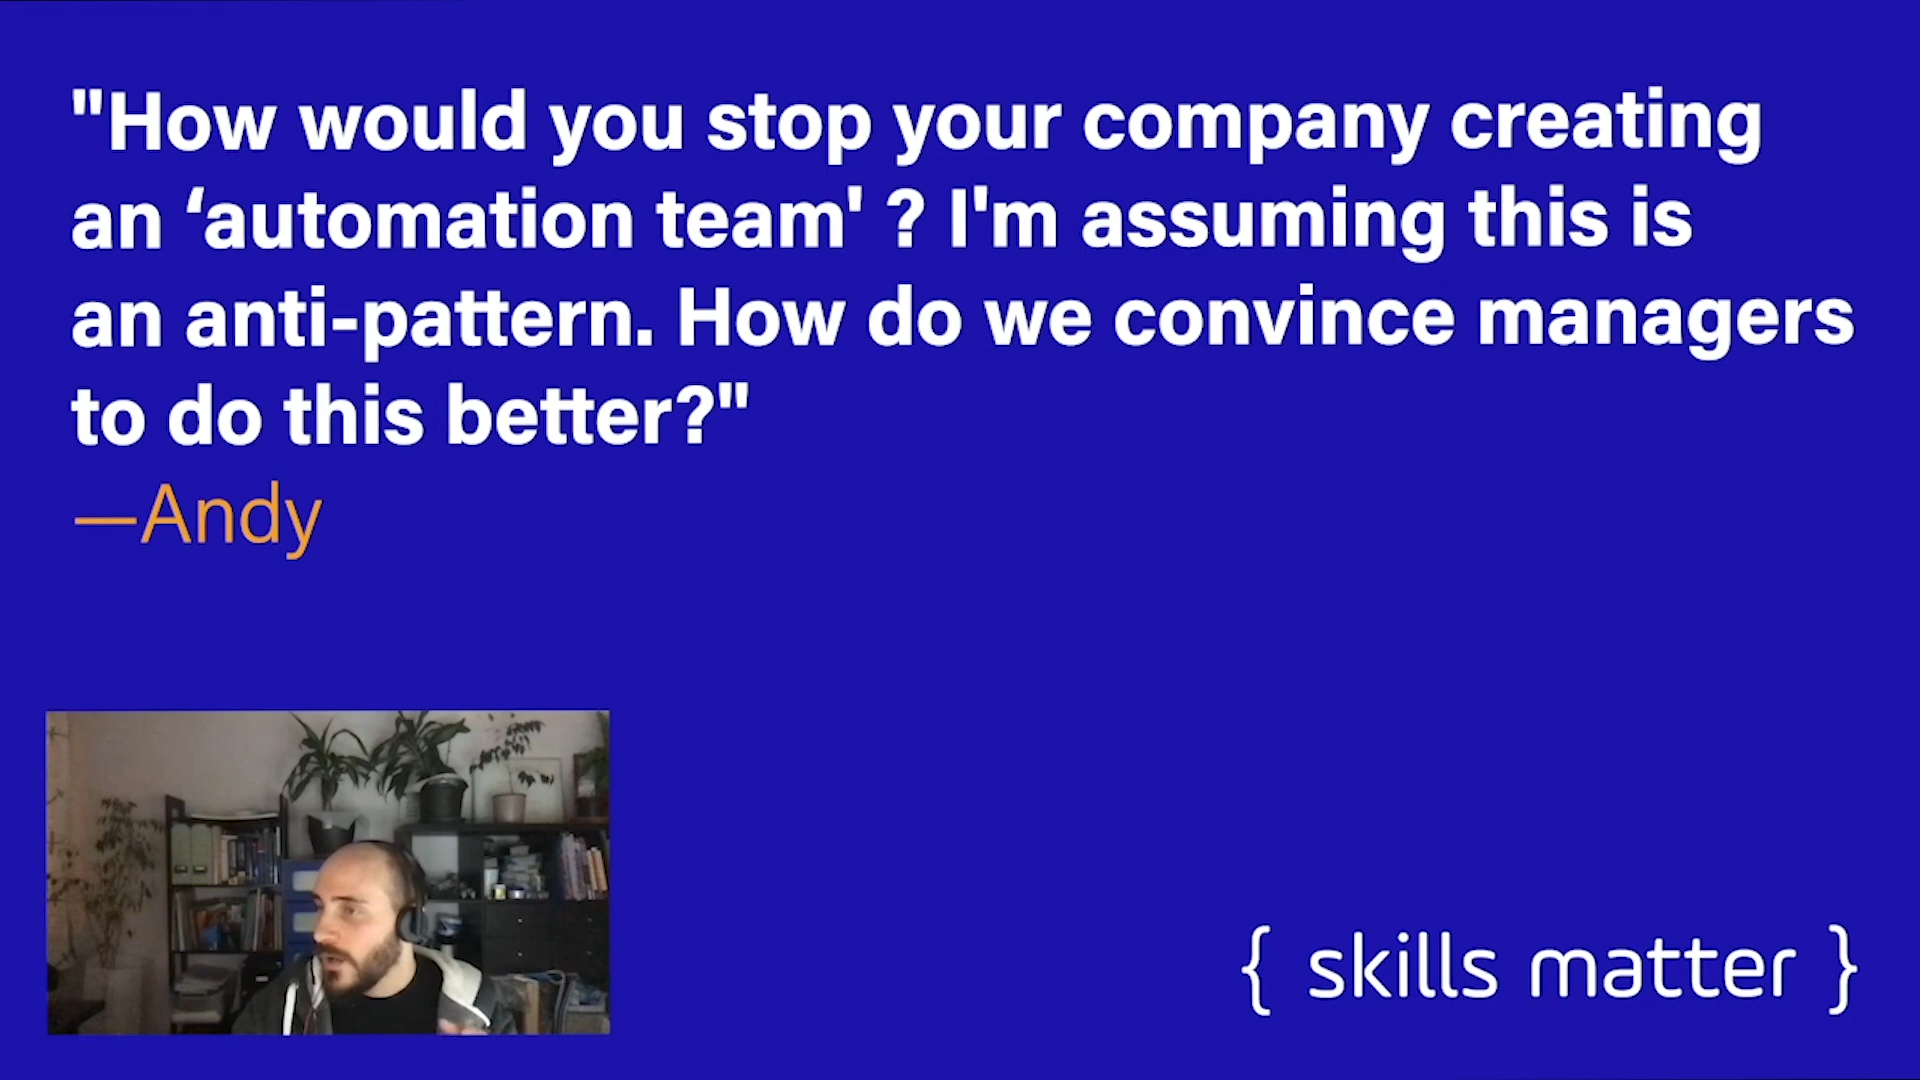 "How would you stop your company creating
an ‘automation team' ? I'm assuming this is
an anti-pattern. How do we convince managers
to do this better?"
—Andy
{ skills matter }